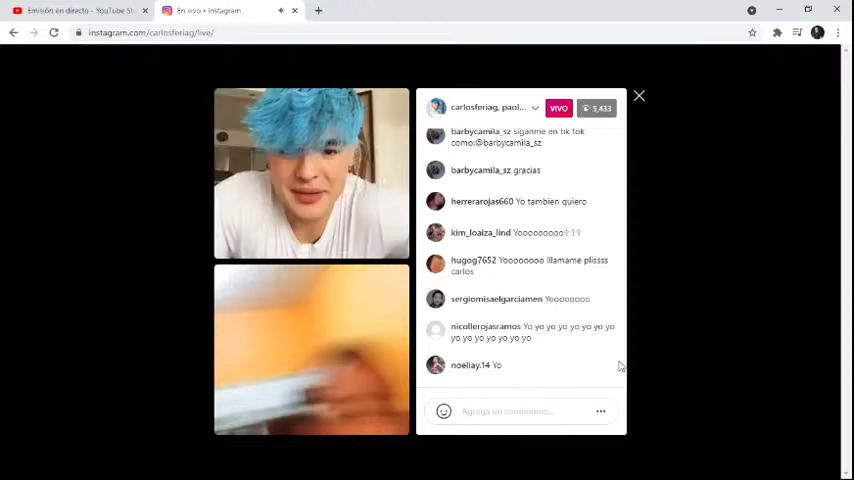 Emisión en directo - YouTube St
En vivo • Instagram
instagram.com/carlosferiag/live/
carlosferiag, paol...
VIVO
5,433
barbycamila_sz síganme en tik tok
como:@barbycamila_sz
barbycamila_sz gracias
herrerarojas660 Yo tambien quiero
kim_loaiza_lind Yooooooooo
hugog7652 Yoooooooo lllamame plissss
carlos
sergiomisaelgarciamen Yoooooooo
nicollerojasramos Yo yo yo yo yo yo yo yo
yo yo yo yo yo yo yo
noeliay.14 Yo
Agrega un comentario...